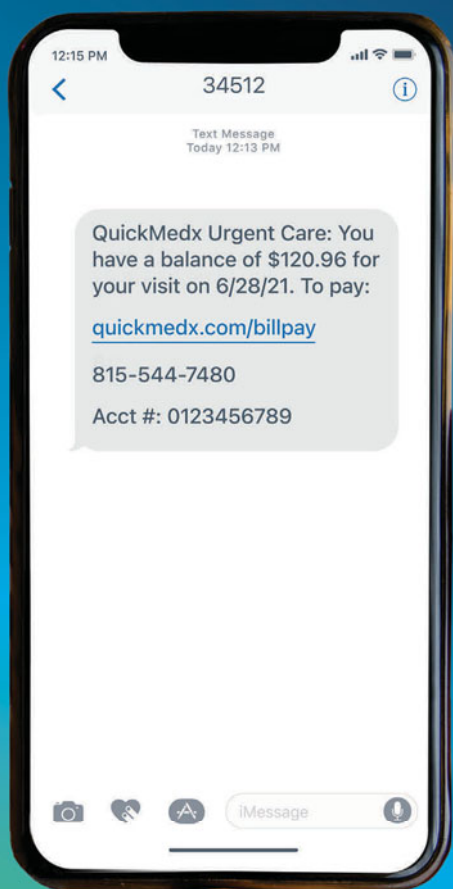 12:15 PM
34512
Text Message
Today 12:13 PM
QuickMedx Urgent Care: You
have a balance of $120.96 for
your visit on 6/28/21. To pay:
quickmedx.com/billpay
815-544-7480
Acct #: 0123456789
iMessage